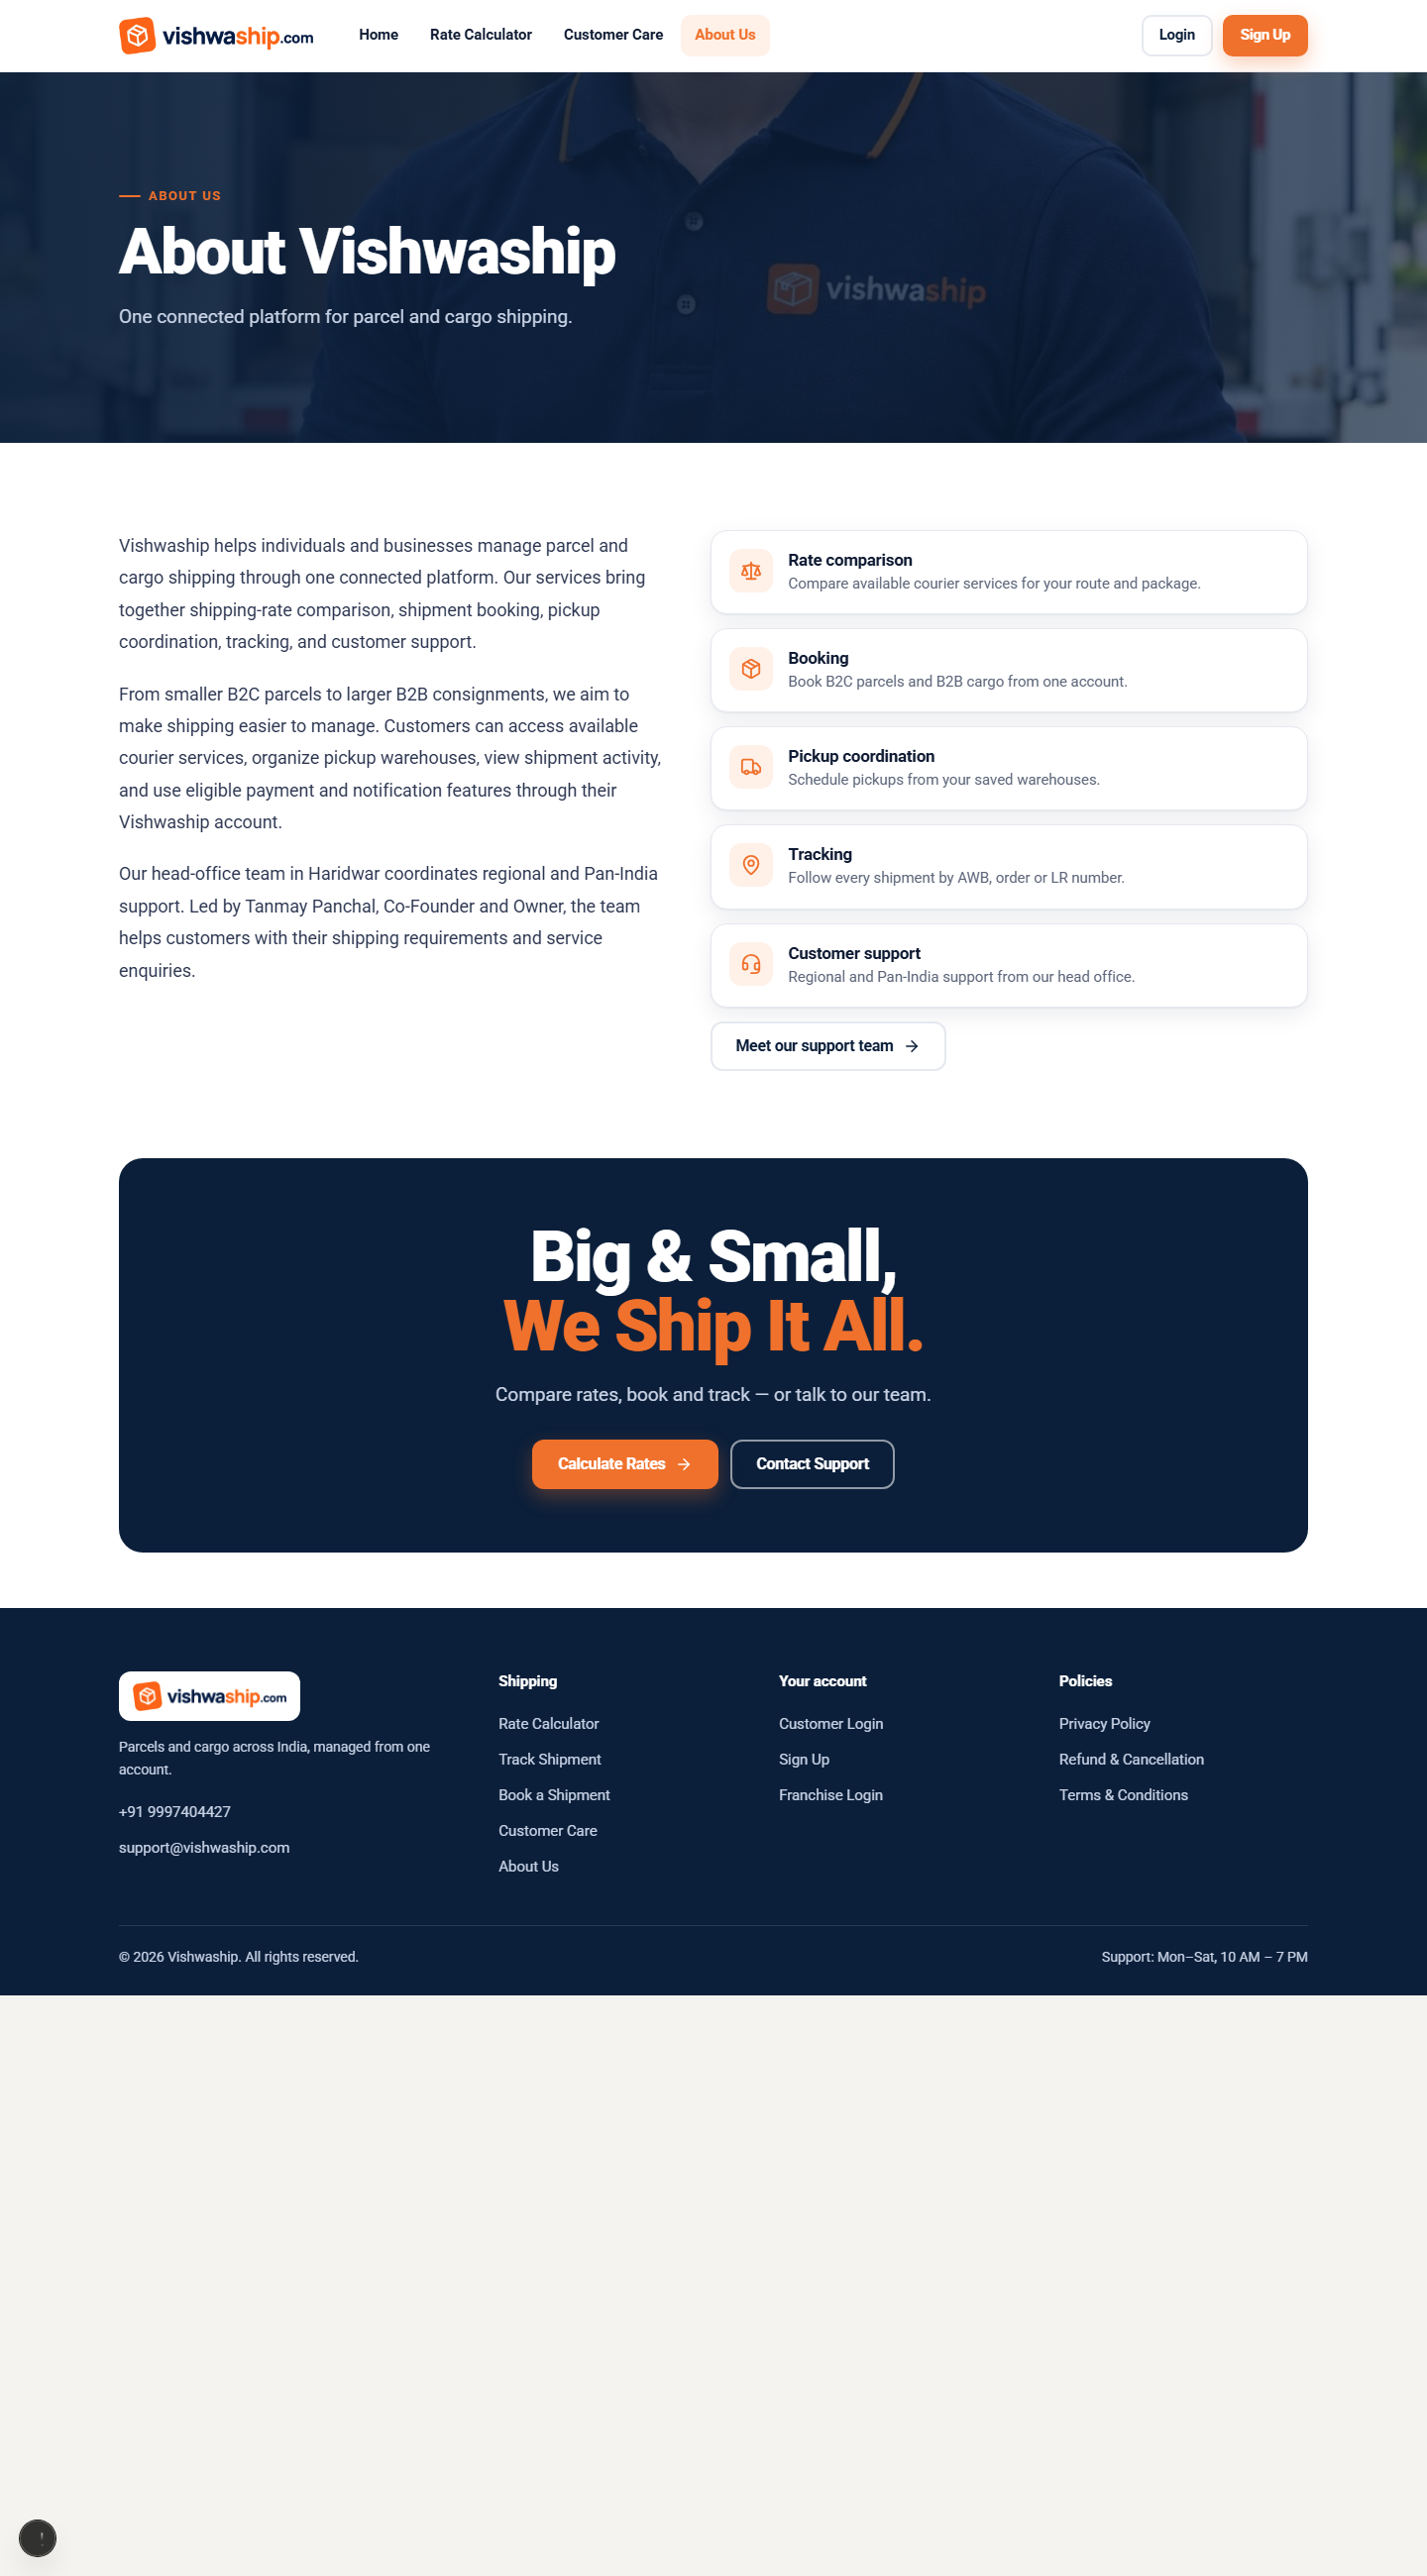 vishwaship.com
Home
Rate Calculator
Customer Care
About Us
Login
Sign Up
ABOUT US
About Vishwaship
One connected platform for parcel and cargo shipping.
vishwaship
Vishwaship helps individuals and businesses manage parcel and
cargo shipping through one connected platform. Our services bring
together shipping-rate comparison, shipment booking, pickup
coordination, tracking, and customer support.
From smaller B2C parcels to larger B2B consignments, we aim to
make shipping easier to manage. Customers can access available
courier services, organize pickup warehouses, view shipment activity,
and use eligible payment and notification features through their
Vishwaship account.
Our head-office team in Haridwar coordinates regional and Pan-India
support. Led by Tanmay Panchal, Co-Founder and Owner, the team
helps customers with their shipping requirements and service
enquiries.
Rate comparison
Compare available courier services for your route and package.
Booking
Book B2C parcels and B2B cargo from one account.
Pickup coordination
Schedule pickups from your saved warehouses.
Tracking
Follow every shipment by AWB, order or LR number.
Customer support
Regional and Pan-India support from our head office.
Meet our support team
Big & Small,
We Ship It All.
Compare rates, book and track — or talk to our team.
Calculate Rates
Contact Support
vishwaship.com
Parcels and cargo across India, managed from one
account.
+91 9997404427
support@vishwaship.com
Shipping
Rate Calculator
Track Shipment
Book a Shipment
Customer Care
About Us
Your account
Customer Login
Sign Up
Franchise Login
Policies
Privacy Policy
Refund & Cancellation
Terms & Conditions
© 2026 Vishwaship. All rights reserved.
Support: Mon–Sat, 10 AM – 7 PM